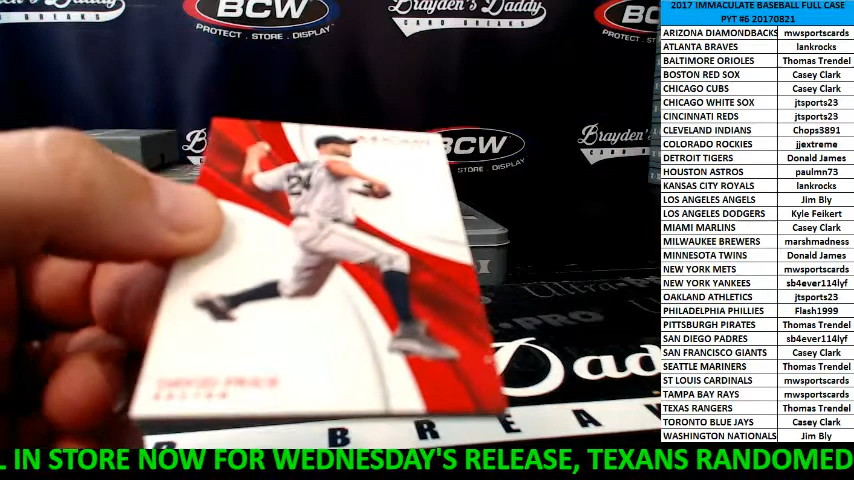 BCW
PROTECT . STORE . DISPLAY
Brayden's Daddy
CARD BREAKS
2017 IMMACULATE BASEBALL FULL CASE
PYT #6 20170821
ARIZONA DIAMONDBACKS mwsportscards
ATLANTA BRAVES lankrocks
BALTIMORE ORIOLES Thomas Trendel
BOSTON RED SOX Casey Clark
CHICAGO CUBS Casey Clark
CHICAGO WHITE SOX jtsports23
CINCINNATI REDS jtsports23
CLEVELAND INDIANS Chops3891
COLORADO ROCKIES jjextreme
DETROIT TIGERS Donald James
HOUSTON ASTROS paulmn73
KANSAS CITY ROYALS lankrocks
LOS ANGELES ANGELS Jim Bly
LOS ANGELES DODGERS Kyle Feikert
MIAMI MARLINS Casey Clark
MILWAUKEE BREWERS marshmadness
MINNESOTA TWINS Donald James
NEW YORK METS mwsportscards
NEW YORK YANKEES sb4ever114lyf
OAKLAND ATHLETICS jtsports23
PHILADELPHIA PHILLIES Flash1999
PITTSBURGH PIRATES Thomas Trendel
SAN DIEGO PADRES sb4ever114lyf
SAN FRANCISCO GIANTS Casey Clark
SEATTLE MARINERS Thomas Trendel
ST LOUIS CARDINALS mwsportscards
TAMPA BAY RAYS mwsportscards
TEXAS RANGERS Thomas Trendel
TORONTO BLUE JAYS Casey Clark
WASHINGTON NATIONALS Jim Bly
BCW
STORE . DISPLAY
Brayden's
24
DAVID PRICE
BOSTON
Dadd
B R E A
L IN STORE NOW FOR WEDNESDAY'S RELEASE, TEXANS RANDOMED